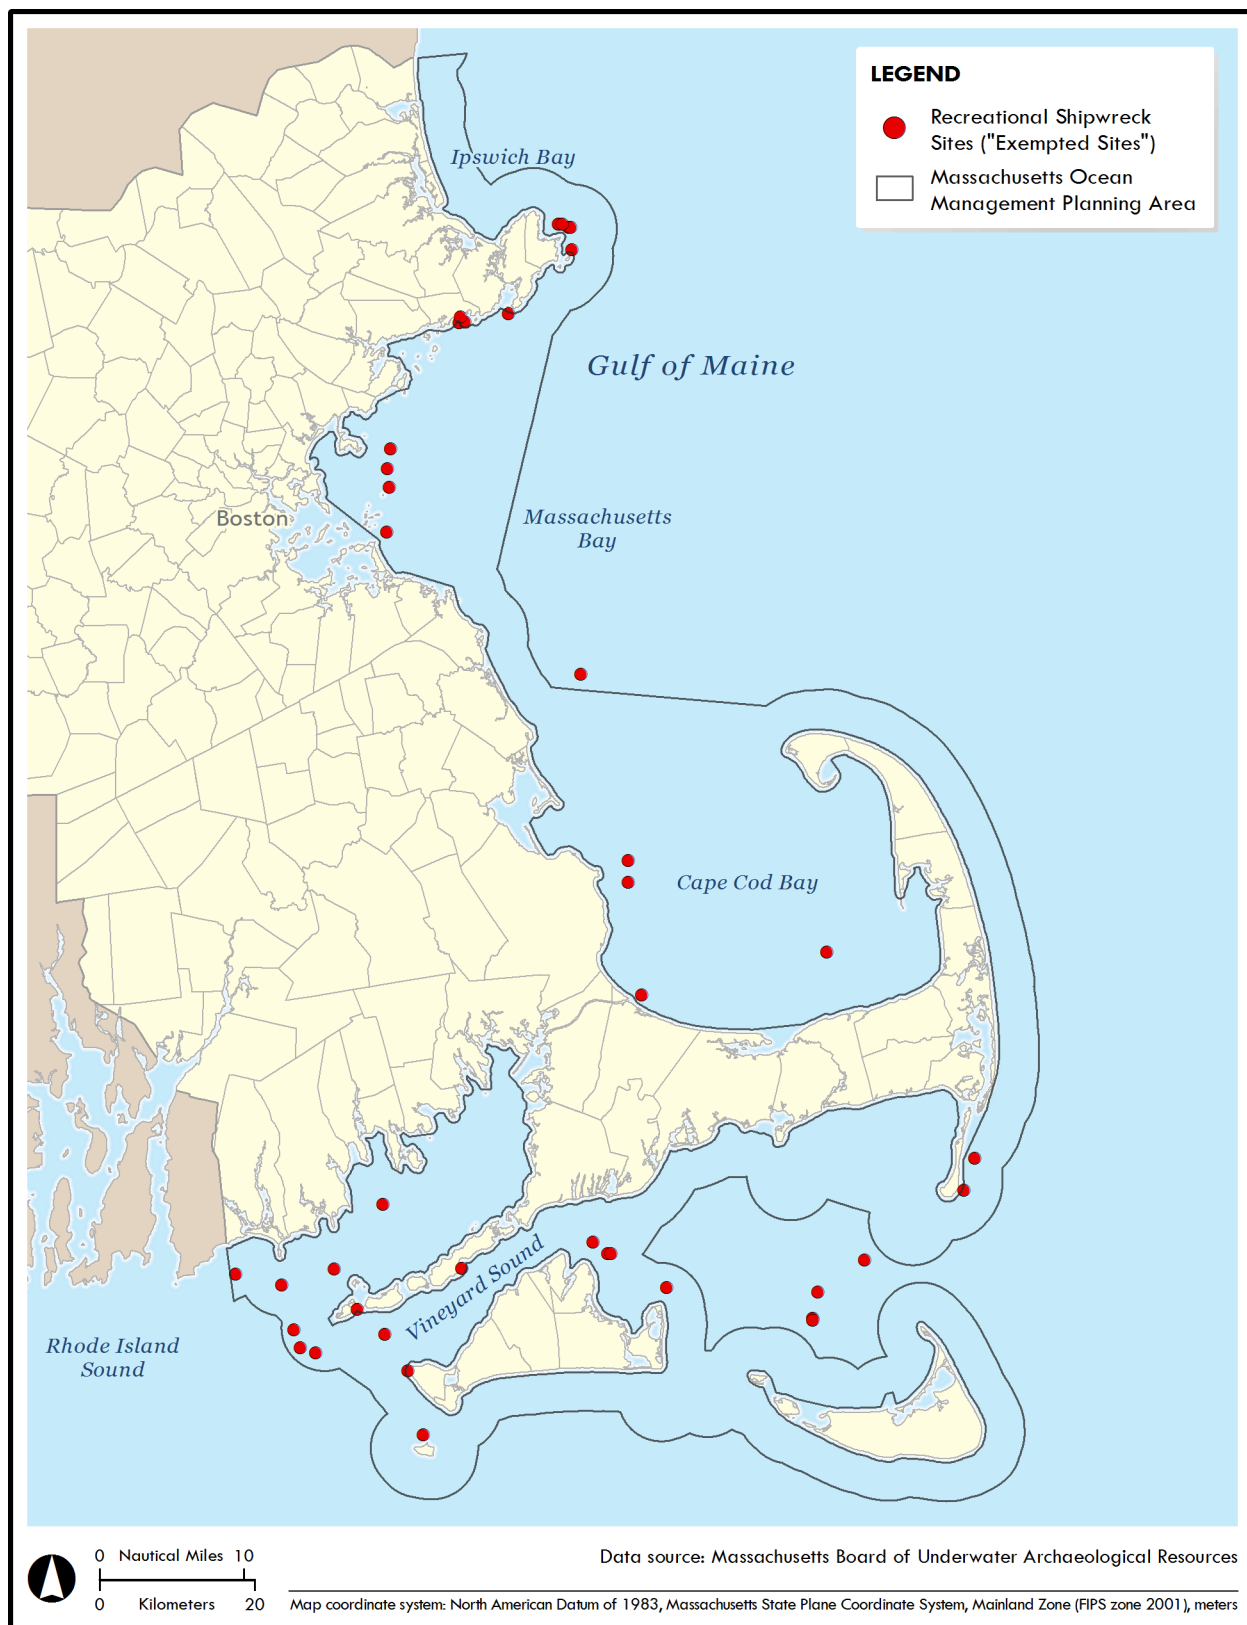 LEGEND
Recreational Shipwreck
Sites ("Exempted Sites")
Massachusetts Ocean
Management Planning Area
Ipswich Bay
Gulf of Maine
Massachusetts
Bay
Boston
Cape Cod Bay
Vineyard Sound
Rhode Island
Sound
0 Nautical Miles 10
0 Kilometers 20
Data source: Massachusetts Board of Underwater Archaeological Resources
Map coordinate system: North American Datum of 1983, Massachusetts State Plane Coordinate System, Mainland Zone (FIPS zone 2001), meters